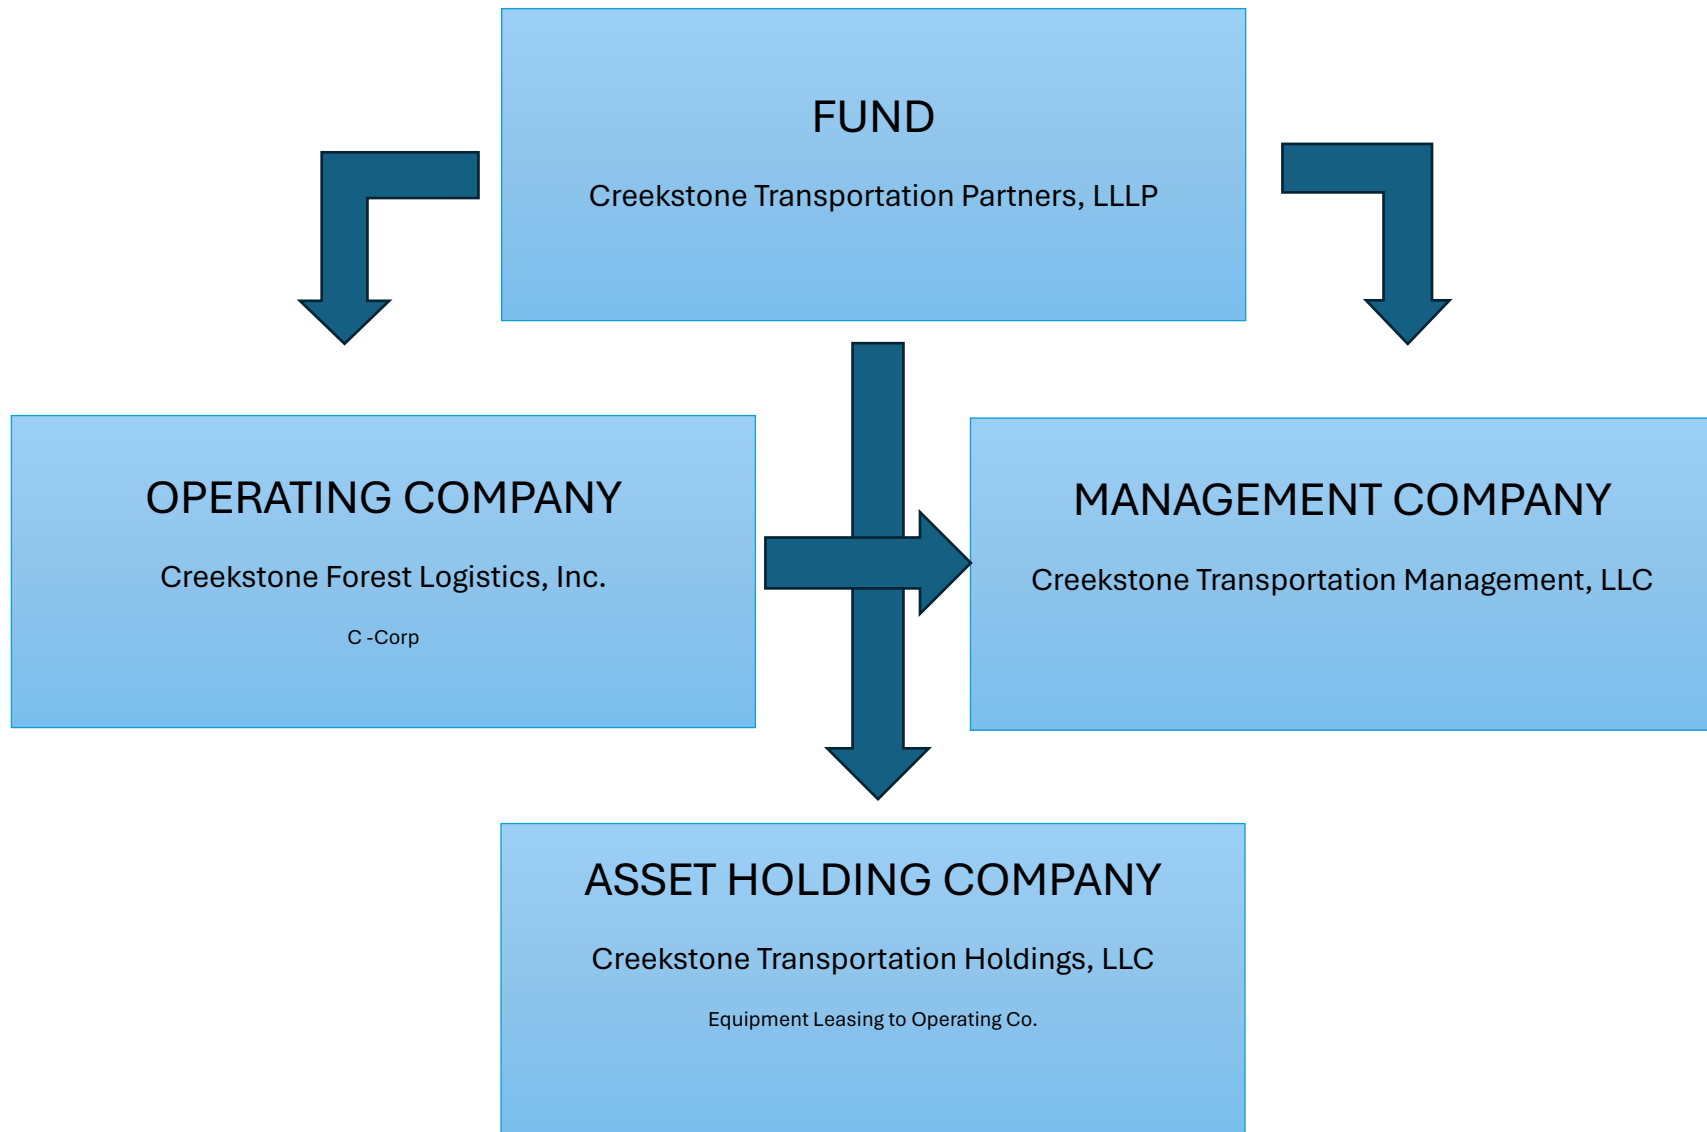 FUND
Creekstone Transportation Partners, LLLP
OPERATING COMPANY
Creekstone Forest Logistics, Inc.
C -Corp
MANAGEMENT COMPANY
Creekstone Transportation Management, LLC
ASSET HOLDING COMPANY
Creekstone Transportation Holdings, LLC
Equipment Leasing to Operating Co.